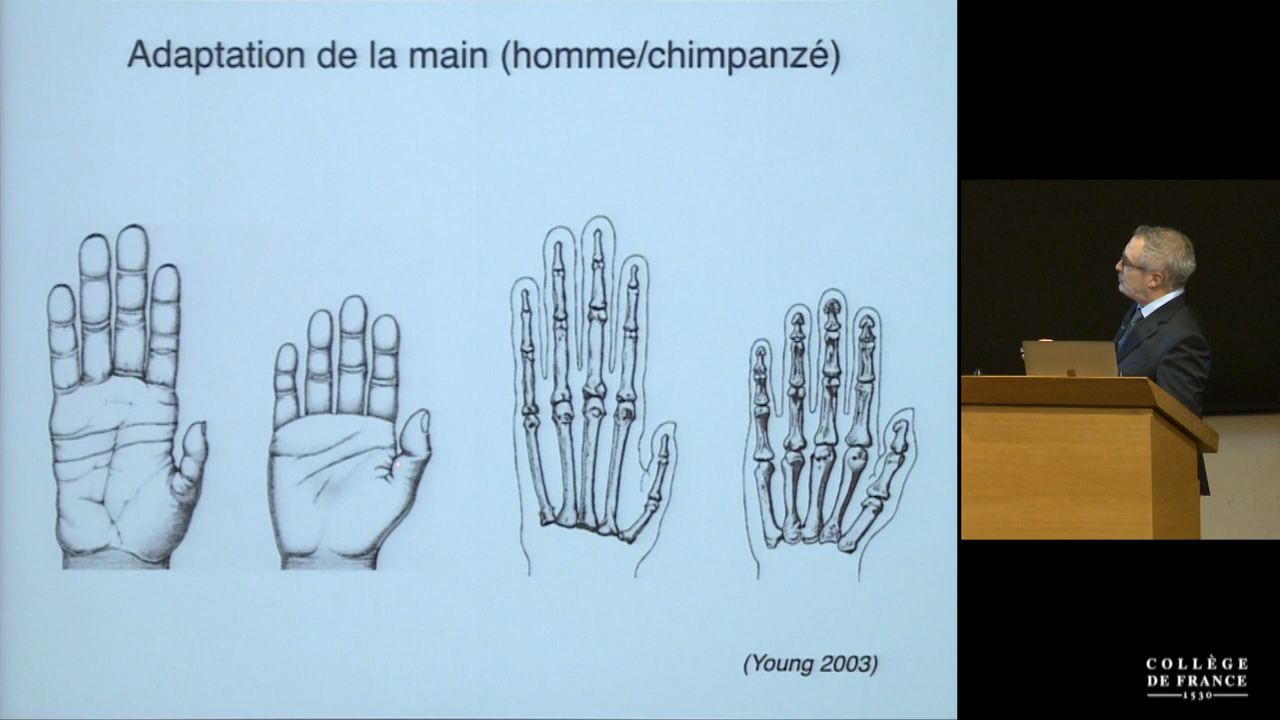 Adaptation de la main (homme/chimpanzé)
(Young 2003)
COLLÈGE
DE FRANCE
1530